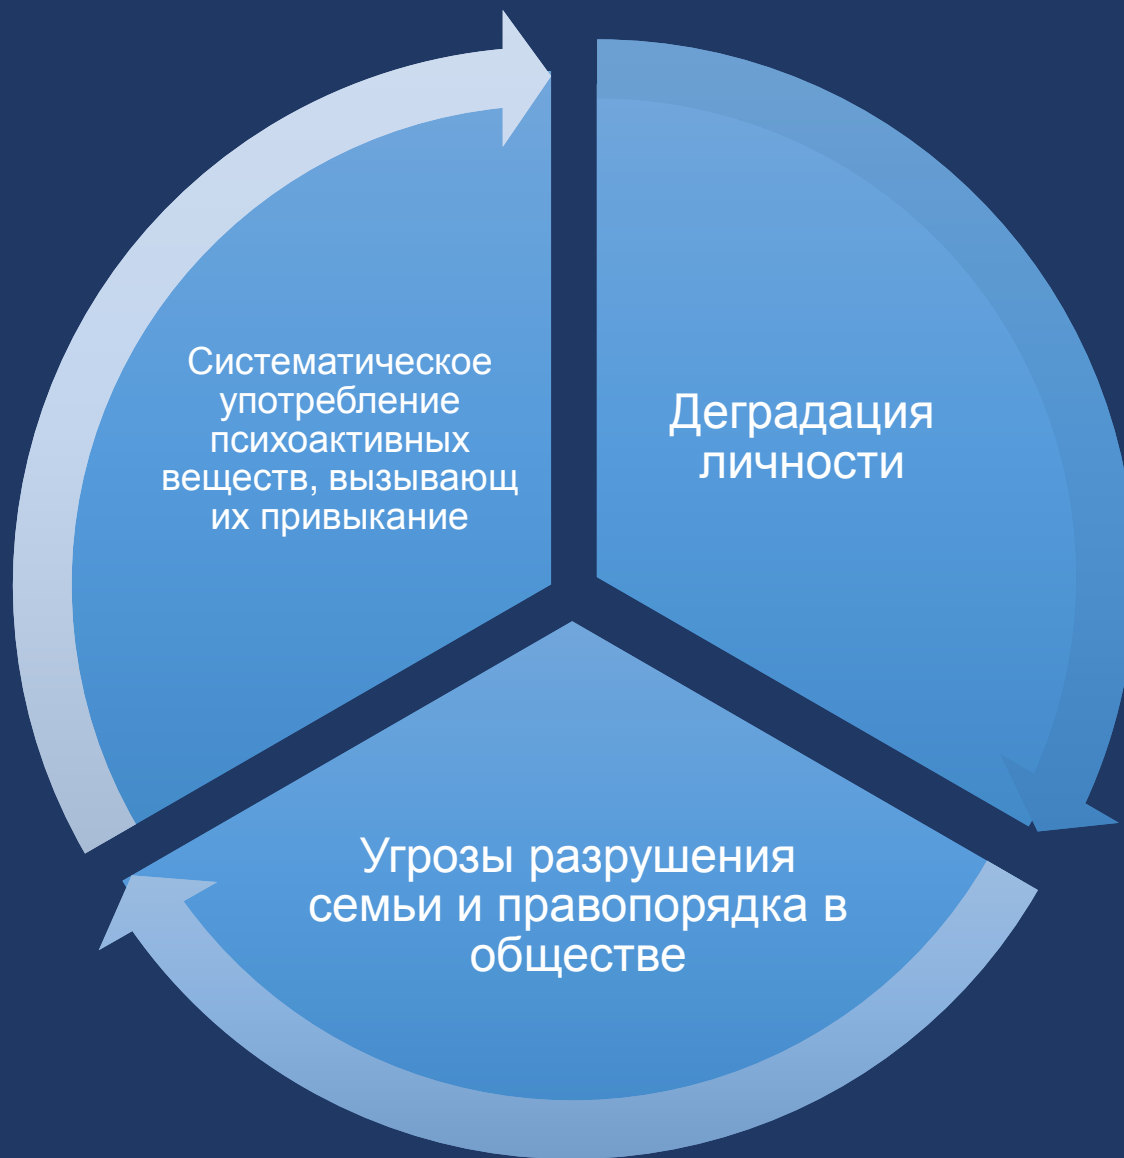 Систематическое
употребление
психоактивных
веществ, вызывающ
их привыкание
Деградация
личности
Угрозы разрушения
семьи и правопорядка в
обществе